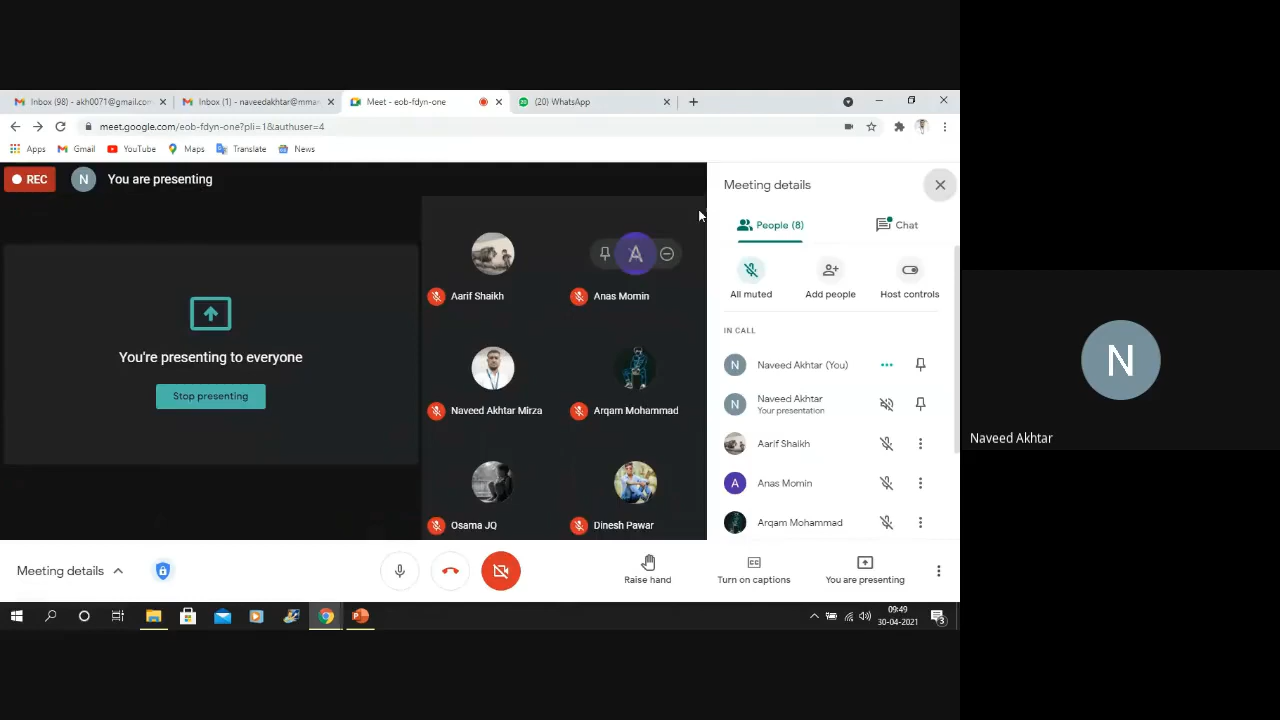 Inbox (98) - akh0071@gmail.com
Inbox (1) - naveedakhtar@mman
Meet - eob-fdyn-one
(20) WhatsApp
meet.google.com/eob-fdyn-one?pli=1&authuser=4
Apps Gmail YouTube Maps Translate News
REC N You are presenting
Meeting details
People (8) Chat
All muted Add people Host controls
IN CALL
N Naveed Akhtar (You)
N Naveed Akhtar
Your presentation
Aarif Shaikh
A Anas Momin
Arqam Mohammad
You're presenting to everyone
Stop presenting
A
Aarif Shaikh Anas Momin
Naveed Akhtar Mirza Arqam Mohammad
Osama JQ Dinesh Pawar
Meeting details
Raise hand
CC
Turn on captions
You are presenting
09:49
30-04-2021
3
N
Naveed Akhtar